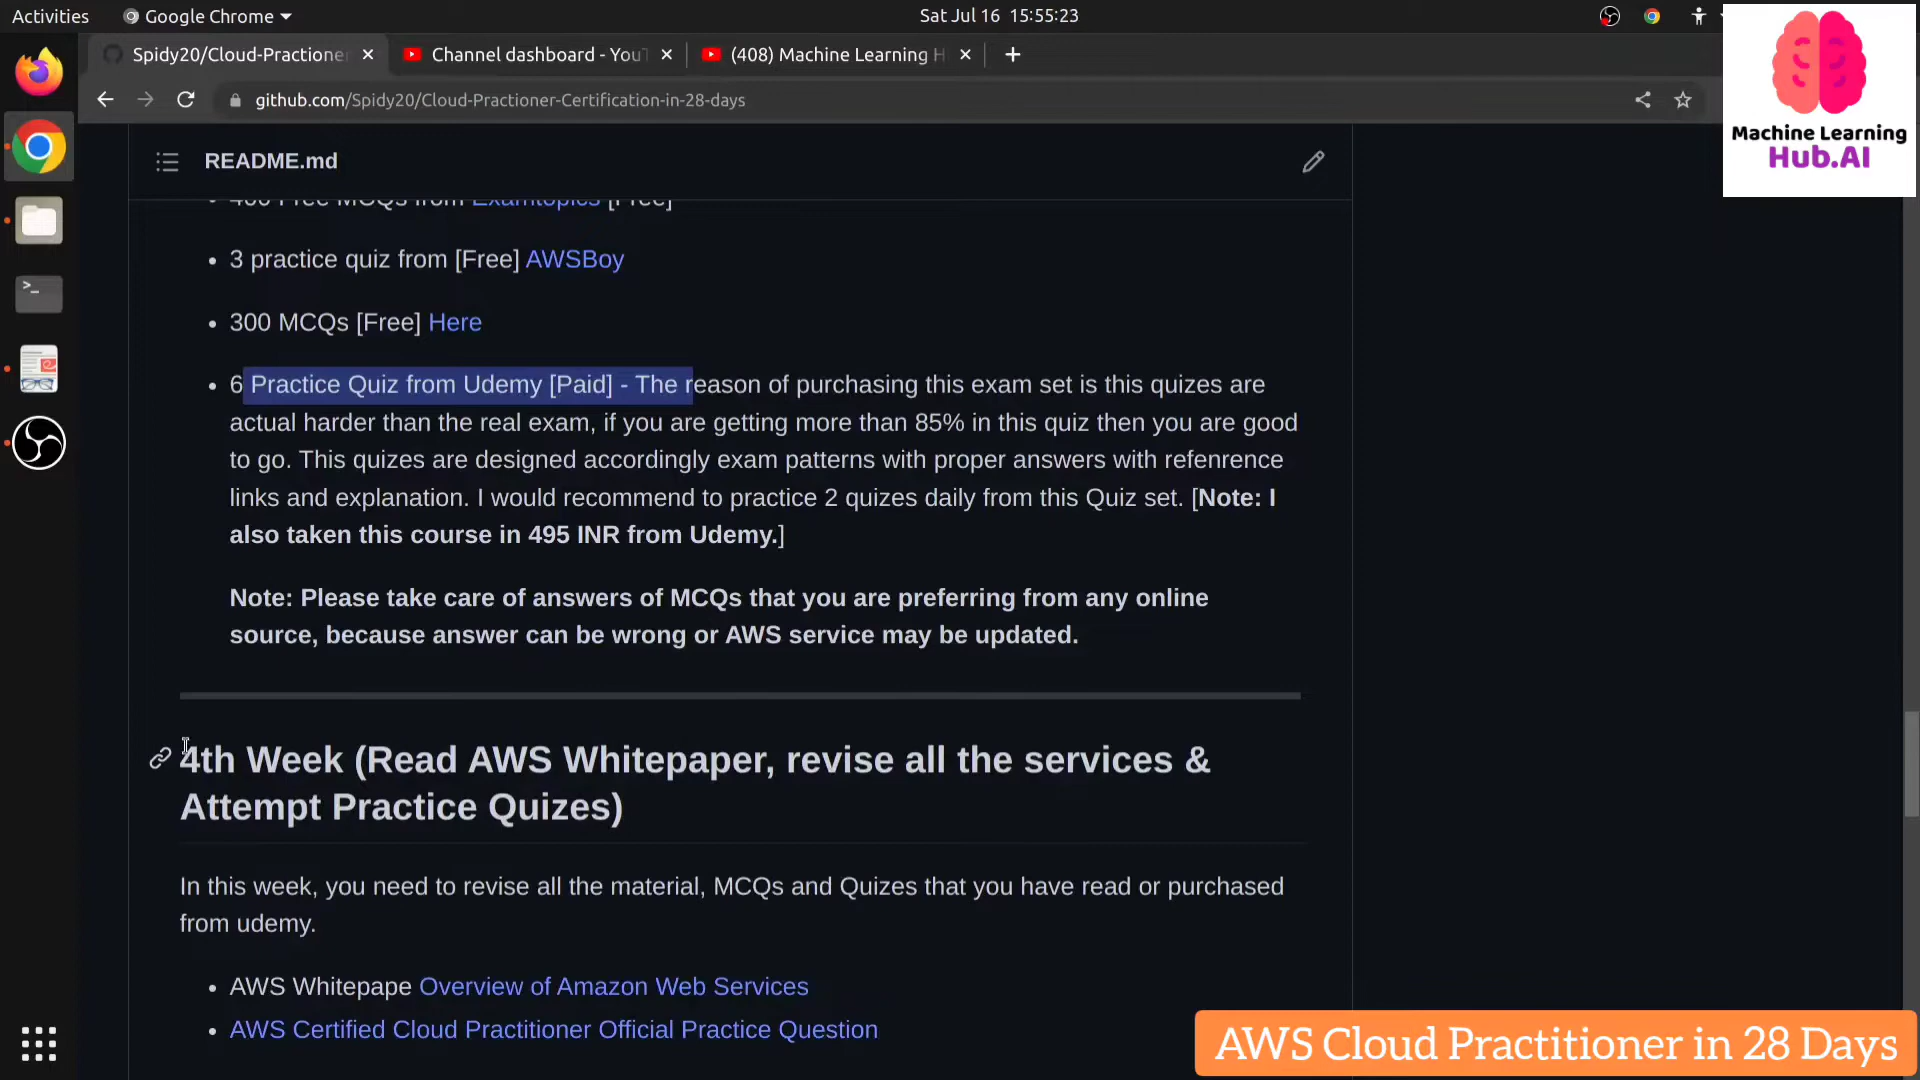 Activities
Google Chrome
Sat Jul 16 15:55:23
Spidy20/Cloud-Practione
Channel dashboard - YouT
(408) Machine Learning H
github.com/Spidy20/Cloud-Practioner-Certification-in-28-days
Machine Learning
Hub.AI
README.md
400 Free MCQs from Examtopics [Free]
3 practice quiz from [Free] AWSBoy
300 MCQs [Free] Here
6 Practice Quiz from Udemy [Paid] - The reason of purchasing this exam set is this quizes are
actual harder than the real exam, if you are getting more than 85% in this quiz then you are good
to go. This quizes are designed accordingly exam patterns with proper answers with refenrence
links and explanation. I would recommend to practice 2 quizes daily from this Quiz set. [Note: I
also taken this course in 495 INR from Udemy.]
Note: Please take care of answers of MCQs that you are preferring from any online
source, because answer can be wrong or AWS service may be updated.
4th Week (Read AWS Whitepaper, revise all the services &
Attempt Practice Quizes)
In this week, you need to revise all the material, MCQs and Quizes that you have read or purchased
from udemy.
AWS Whitepape Overview of Amazon Web Services
AWS Certified Cloud Practitioner Official Practice Question
AWS Cloud Practitioner in 28 Days